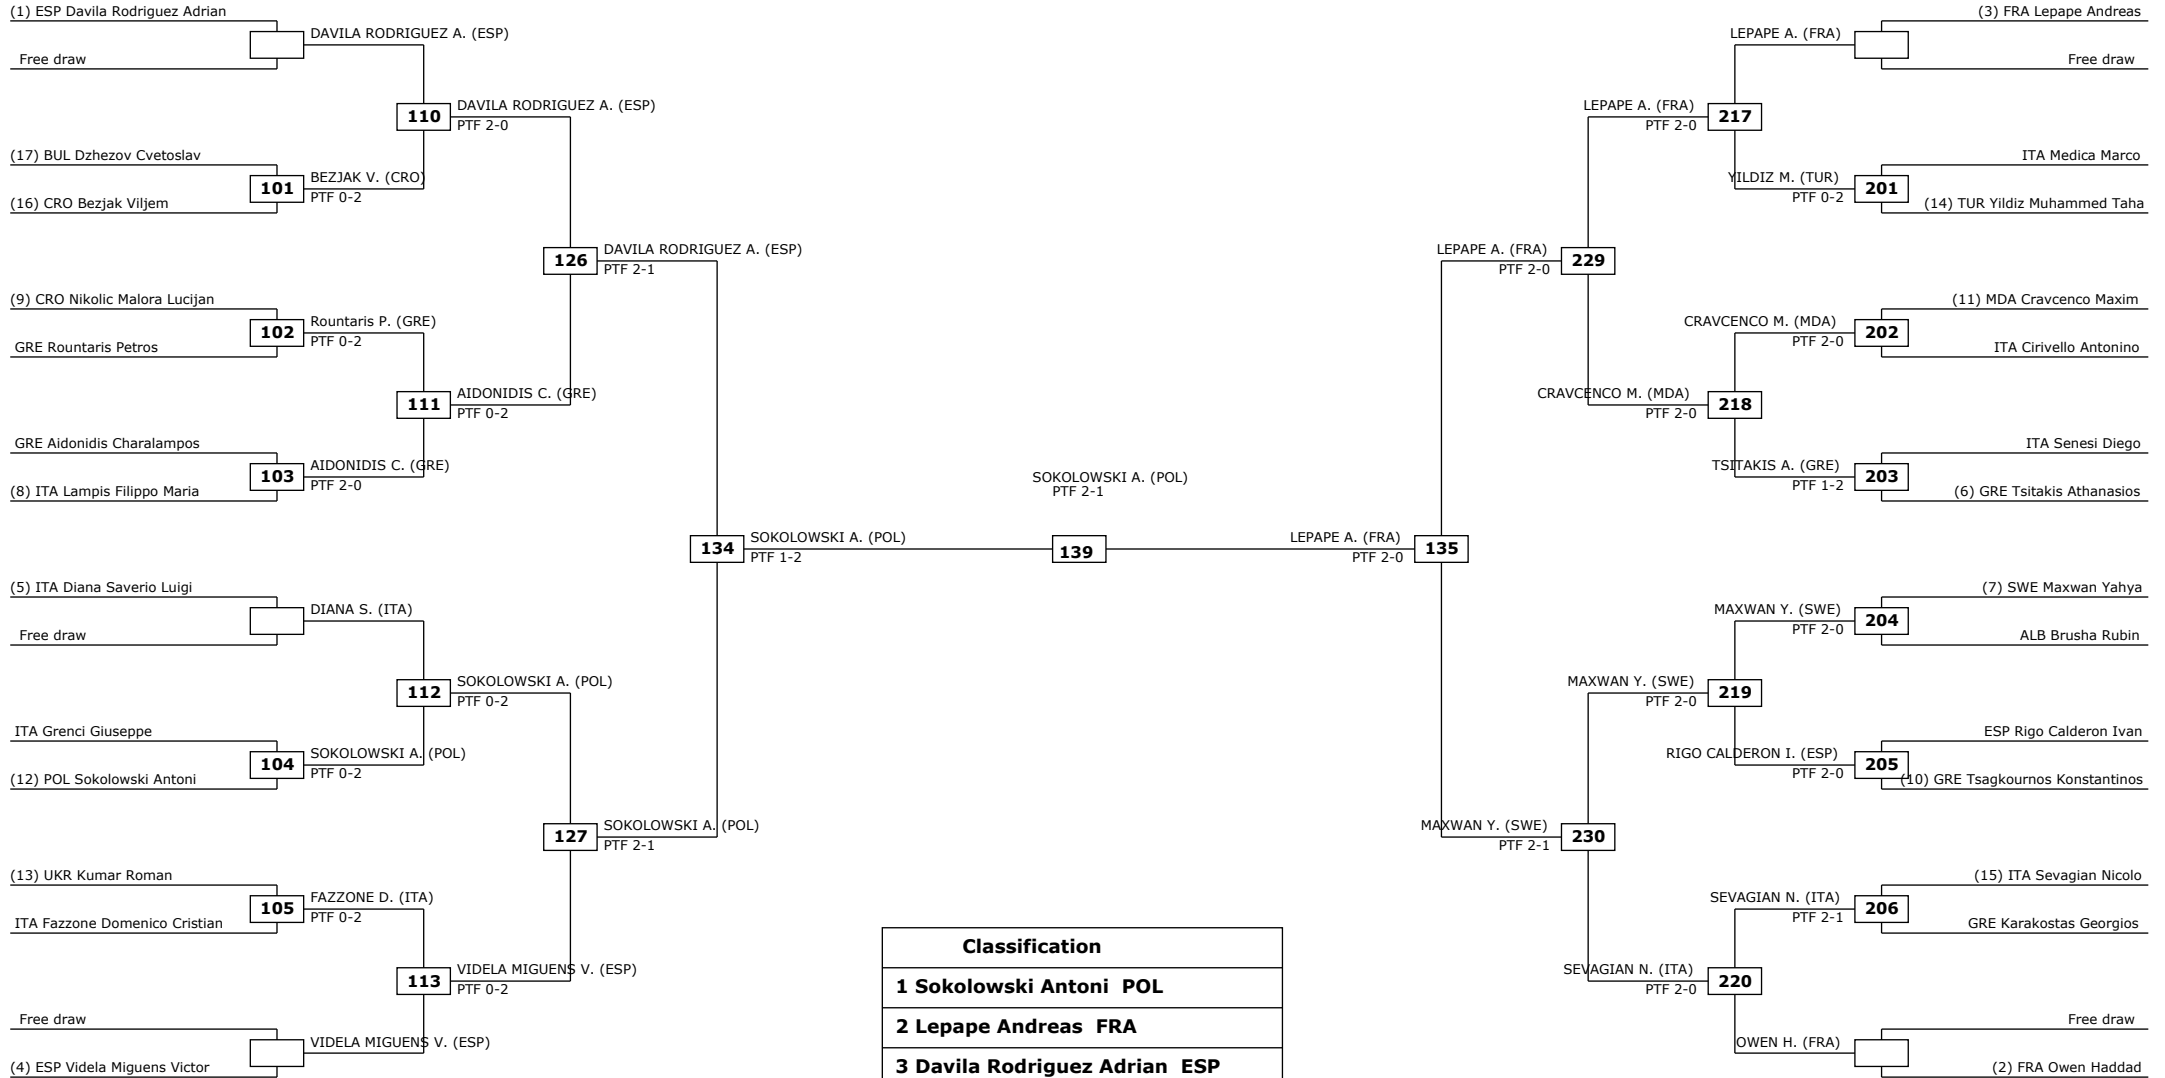 (1) ESP Davila Rodriguez Adrian
Free draw
DAVILA RODRIGUEZ A. (ESP)
110
DAVILA RODRIGUEZ A. (ESP)
PTF 2-0
(17) BUL Dzhezov Cvetoslav
(16) CRO Bezjak Viljem
101
BEZJAK V. (CRO)
PTF 0-2
126
DAVILA RODRIGUEZ A. (ESP)
PTF 2-1
(9) CRO Nikolic Malora Lucijan
GRE Rountaris Petros
102
Rountaris P. (GRE)
PTF 0-2
111
AIDONIDIS C. (GRE)
PTF 0-2
GRE Aidonidis Charalampos
(8) ITA Lampis Filippo Maria
103
AIDONIDIS C. (GRE)
PTF 2-0
134
SOKOLOWSKI A. (POL)
PTF 1-2
(5) ITA Diana Saverio Luigi
Free draw
DIANA S. (ITA)
112
SOKOLOWSKI A. (POL)
PTF 0-2
ITA Grenci Giuseppe
(12) POL Sokolowski Antoni
104
SOKOLOWSKI A. (POL)
PTF 0-2
127
SOKOLOWSKI A. (POL)
PTF 2-1
(13) UKR Kumar Roman
ITA Fazzone Domenico Cristian
105
FAZZONE D. (ITA)
PTF 0-2
113
VIDELA MIGUENS V. (ESP)
PTF 0-2
Free draw
(4) ESP Videla Miguens Victor
VIDELA MIGUENS V. (ESP)
SOKOLOWSKI A. (POL)
PTF 2-1
139
(3) FRA Lepape Andreas
Free draw
LEPAPE A. (FRA)
LEPAPE A. (FRA)
PTF 2-0
217
ITA Medica Marco
(14) TUR Yildiz Muhammed Taha
YILDIZ M. (TUR)
PTF 0-2
201
LEPAPE A. (FRA)
PTF 2-0
229
(11) MDA Cravcenco Maxim
ITA Cirivello Antonino
CRAVCENCO M. (MDA)
PTF 2-0
202
CRAVCENCO M. (MDA)
PTF 2-0
218
ITA Senesi Diego
(6) GRE Tsitakis Athanasios
TSITAKIS A. (GRE)
PTF 1-2
203
LEPAPE A. (FRA)
PTF 2-0
135
(7) SWE Maxwan Yahya
ALB Brusha Rubin
MAXWAN Y. (SWE)
PTF 2-0
204
MAXWAN Y. (SWE)
PTF 2-0
219
ESP Rigo Calderon Ivan
(10) GRE Tsagkournos Konstantinos
RIGO CALDERON I. (ESP)
PTF 2-0
205
MAXWAN Y. (SWE)
PTF 2-1
230
(15) ITA Sevagian Nicolo
GRE Karakostas Georgios
SEVAGIAN N. (ITA)
PTF 2-1
206
SEVAGIAN N. (ITA)
PTF 2-0
220
Free draw
(2) FRA Owen Haddad
OWEN H. (FRA)
Classification
1 Sokolowski Antoni POL
2 Lepape Andreas FRA
3 Davila Rodriguez Adrian ESP